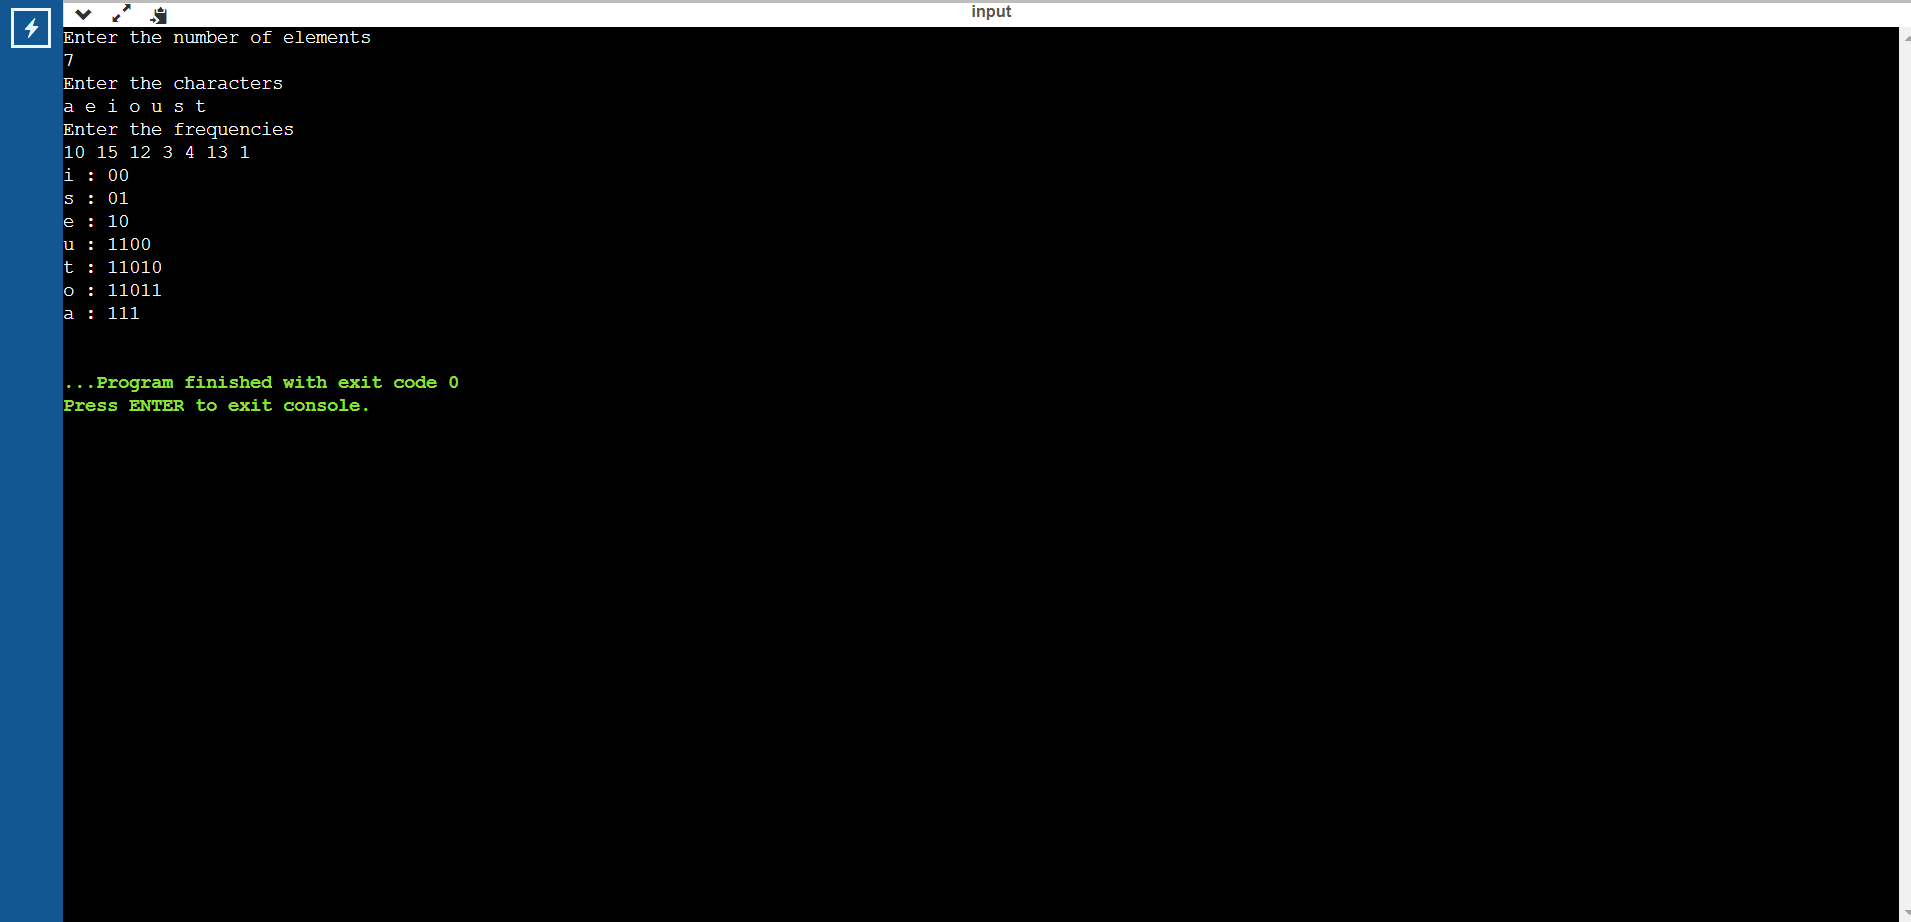 input
Enter the number of elements
7
Enter the characters
a e i o u s t
Enter the frequencies
10 15 12 3 4 13 1
i : 00
s : 01
e : 10
u : 1100
t : 11010
o : 11011
a : 111
...Program finished with exit code 0
Press ENTER to exit console.